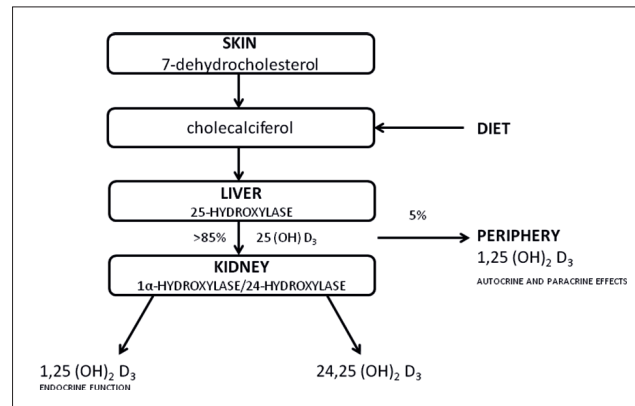 SKIN
7-dehydrocholesterol
cholecalciferol
DIET
LIVER
25-HYDROXYLASE
5%
>85% 25 (OH) D₃
PERIPHERY
1,25 (OH)₂ D₃
AUTOCRINE AND PARACRINE EFFECTS
KIDNEY
1α-HYDROXYLASE/24-HYDROXYLASE
1,25 (OH)₂ D₃
ENDOCRINE FUNCTION
24,25 (OH)₂ D₃